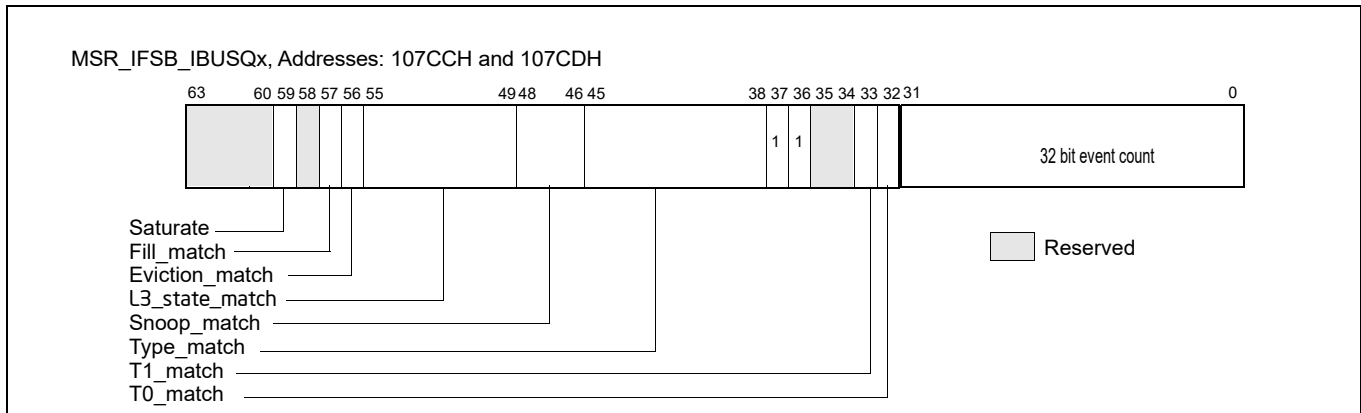 MSR_IFSB_IBUSQx, Addresses: 107CCH and 107CDH
63 60 59 58 57 56 55 49 48 46 45 38 37 36 35 34 33 32 31 0
1 1
32 bit event count
Saturate
Fill_match
Eviction_match
L3_state_match
Snoop_match
Type_match
T1_match
T0_match
Reserved